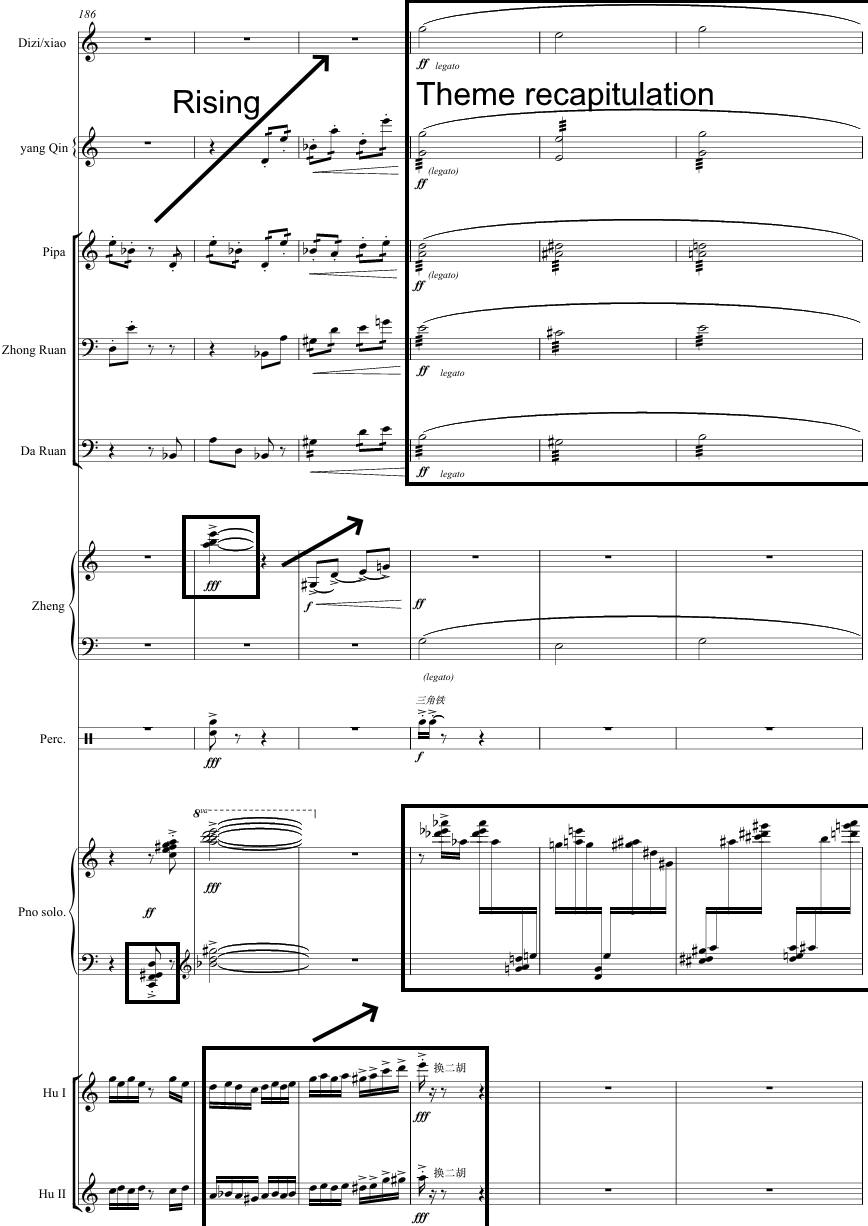 186
Dizi/xiao
ff legato
Rising
Theme recapitulation
yang Qin
(legato)
ff
Pipa
(legato)
ff
Zhong Ruan
ff legato
Da Ruan
ff legato
fff
Zheng
f ff
(legato)
三角铁
Perc.
fff f
8va
fff
Pno solo.
ff
Hu I
换二胡
fff
Hu II
换二胡
fff